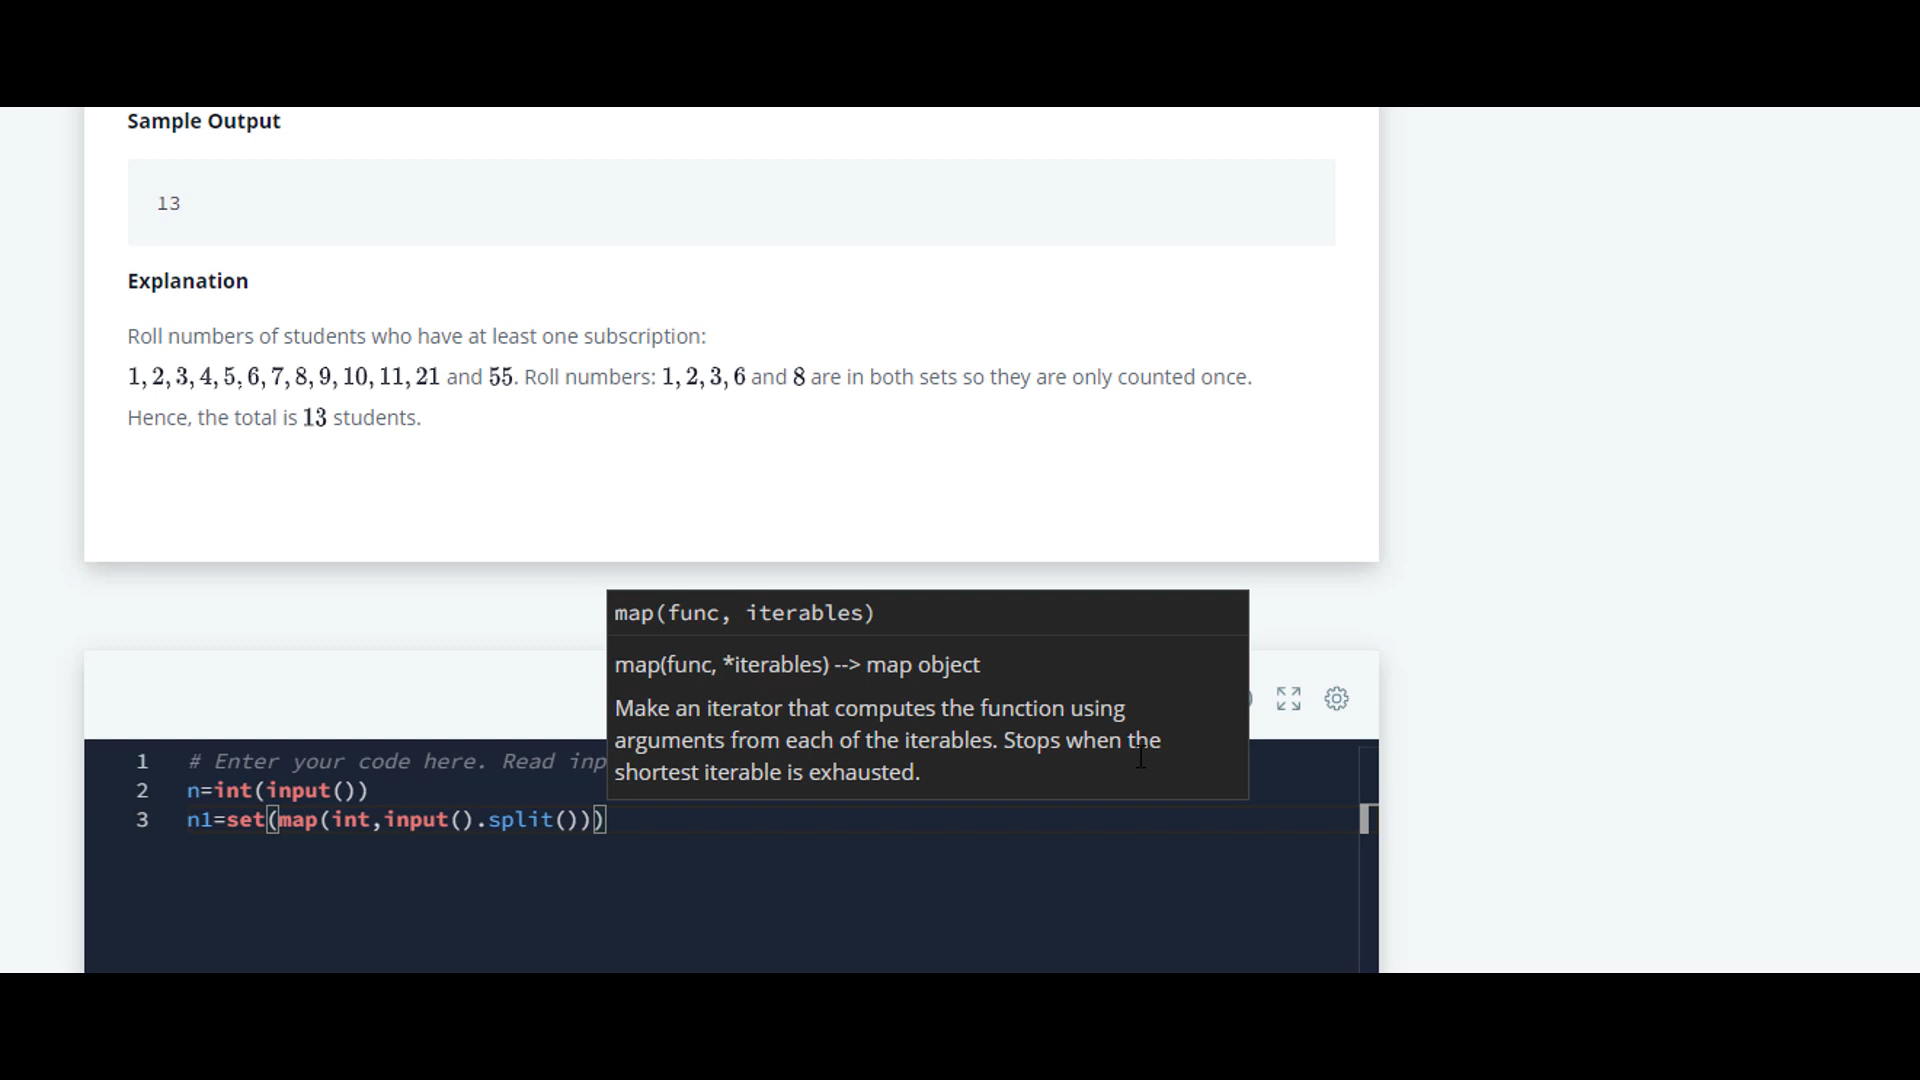 Sample Output
13
Explanation
Roll numbers of students who have at least one subscription:
1, 2, 3, 4, 5, 6, 7, 8, 9, 10, 11, 21 and 55. Roll numbers: 1, 2, 3, 6 and 8 are in both sets so they are only counted once.
Hence, the total is 13 students.
map(func, iterables)
map(func, *iterables) --> map object
Make an iterator that computes the function using
arguments from each of the iterables. Stops when the
shortest iterable is exhausted.
1 # Enter your code here. Read inp
2 n=int(input())
3 n1=set(map(int,input().split()))